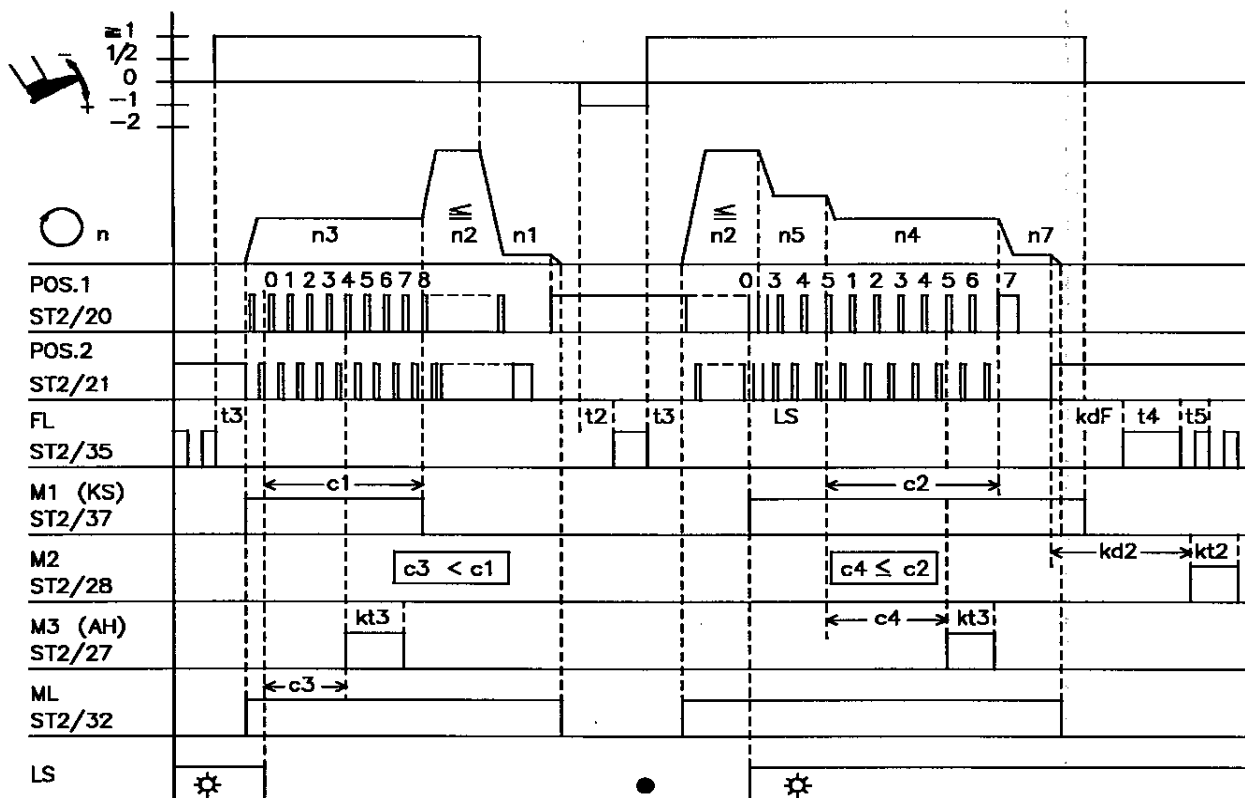 ≧1
1/2
0
−1
−2
−
+
n
n3
≦
n2
n1
≦
n2
n5
n4
n7
POS.1
ST2/20
0 1 2 3 4 5 6 7 8
0 3 4 5 1 2 3 4 5 6 7
POS.2
ST2/21
FL
ST2/35
t3
t2
t3
LS
kdF
t4
t5
M1 (KS)
ST2/37
c1
c2
M2
ST2/28
c3 < c1
c4 ≤ c2
kd2
kt2
M3 (AH)
ST2/27
kt3
c4
kt3
c3
ML
ST2/32
LS